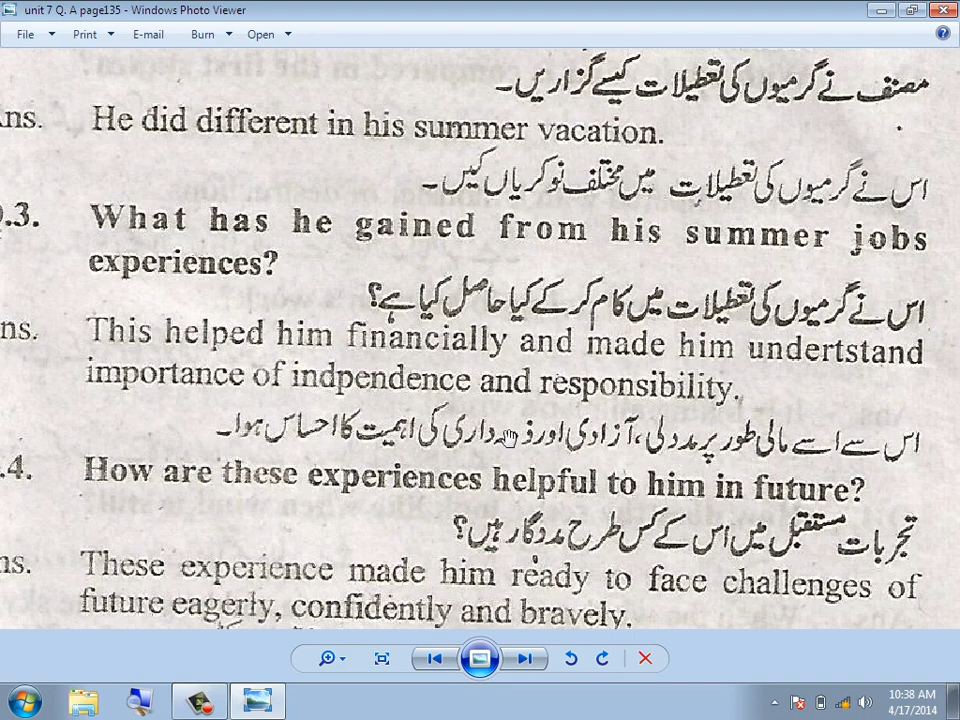 unit 7 Q. A page135 - Windows Photo Viewer
File Print E-mail Burn Open
مصنف نے گرمیوں کی تعطیلات کیسے گزاریں۔
ns. He did different in his summer vacation.
اس نے گرمیوں کی تعطیلات میں مختلف نوکریاں کیں۔
.3. What has he gained from his summer jobs
experiences?
اس نے گرمیوں کی تعطیلات میں کام کر کے کیا حاصل کیا ہے؟
ns. This helped him financially and made him undertstand
importance of indpendence and responsibility.
اس سے اسے مالی طور پر مدد ملی، آزادی اور ذمہ داری کی اہمیت کا احساس ہوا۔
.4. How are these experiences helpful to him in future?
تجربات مستقبل میں اس کے کس طرح مددگار ہیں؟
ns. These experience made him ready to face challenges of
future eagerly, confidently and bravely.
10:38 AM
4/17/2014